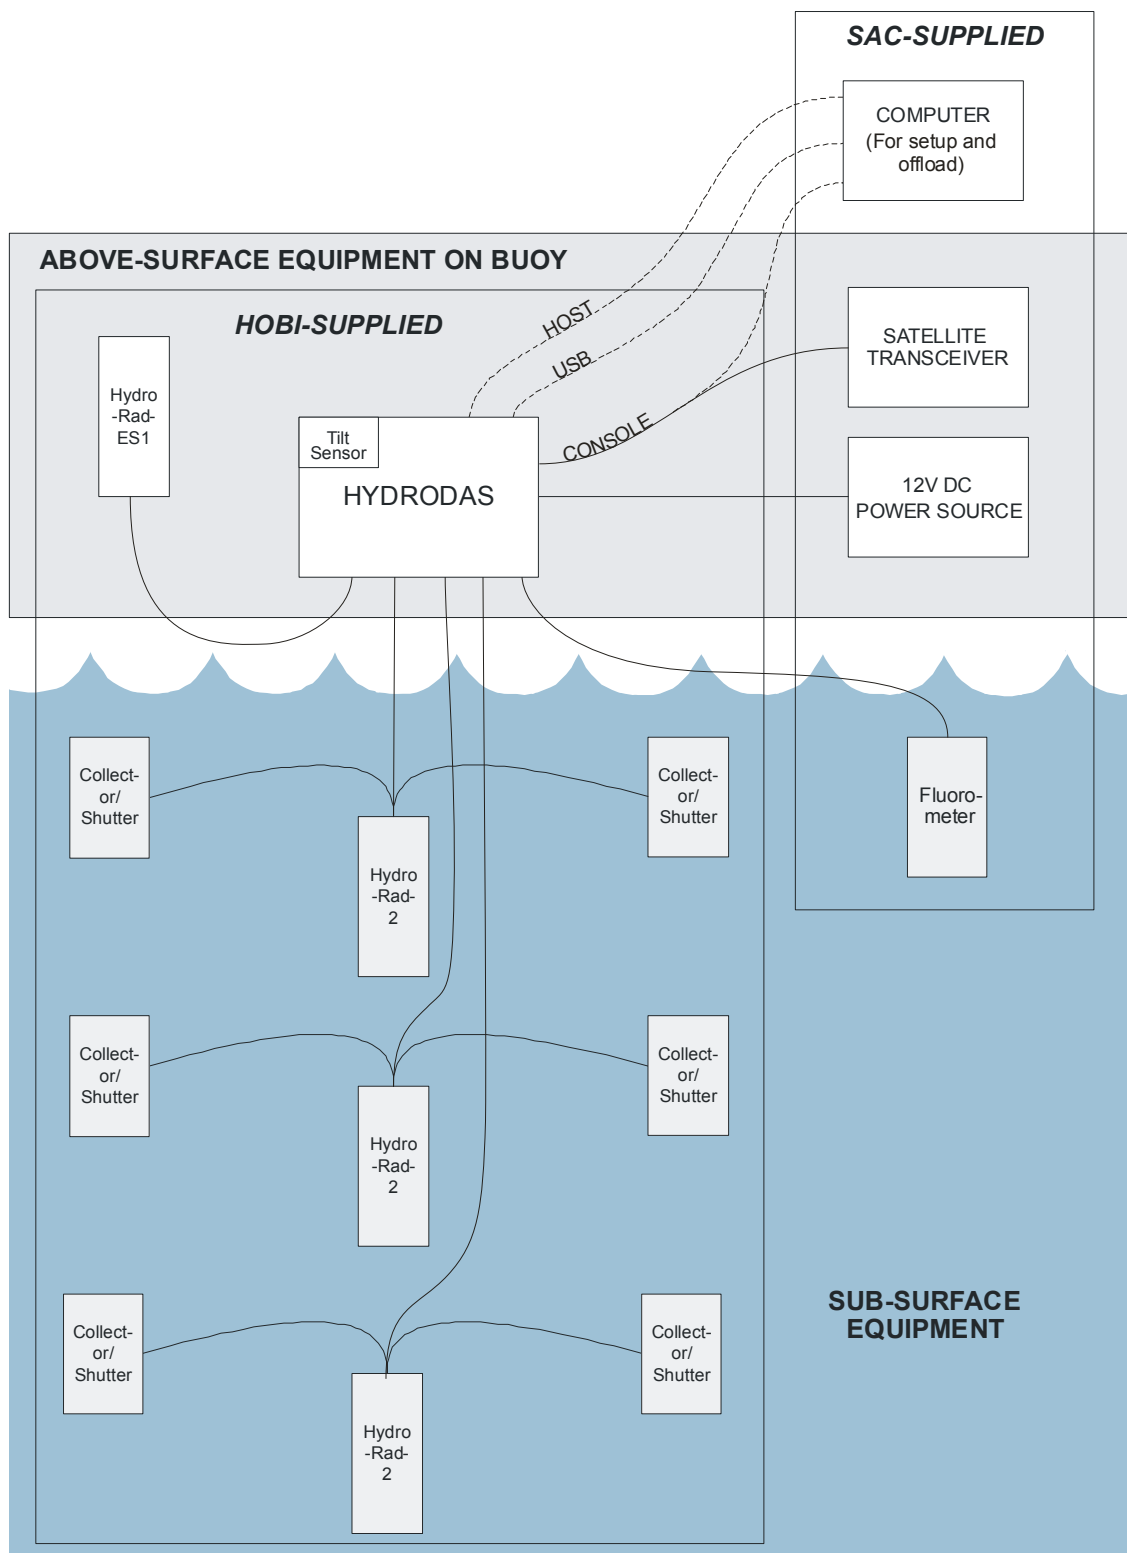 SAC-SUPPLIED
COMPUTER
(For setup and
offload)
ABOVE-SURFACE EQUIPMENT ON BUOY
HOBI-SUPPLIED
HOST
USB
CONSOLE
SATELLITE
TRANSCEIVER
Hydro
-Rad-
ES1
Tilt
Sensor
HYDRODAS
12V DC
POWER SOURCE
Collect-
or/
Shutter
Hydro
-Rad-
2
Collect-
or/
Shutter
Fluoro-
meter
Collect-
or/
Shutter
Hydro
-Rad-
2
Collect-
or/
Shutter
Collect-
or/
Shutter
Hydro
-Rad-
2
Collect-
or/
Shutter
SUB-SURFACE
EQUIPMENT